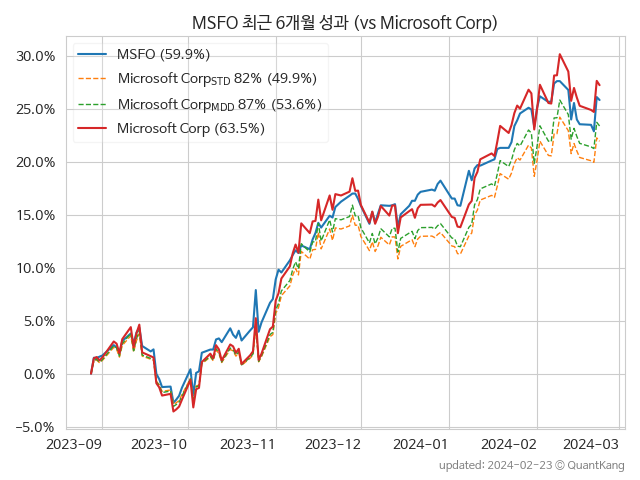 MSFO 최근 6개월 성과 (vs Microsoft Corp)
MSFO (59.9%)
Microsoft CorpSTD 82% (49.9%)
Microsoft CorpMDD 87% (53.6%)
Microsoft Corp (63.5%)
30.0%
25.0%
20.0%
15.0%
10.0%
5.0%
0.0%
−5.0%
2023−09 2023−10 2023−11 2023−12 2024−01 2024−02 2024−03
updated: 2024-02-23 ⓒ QuantKang